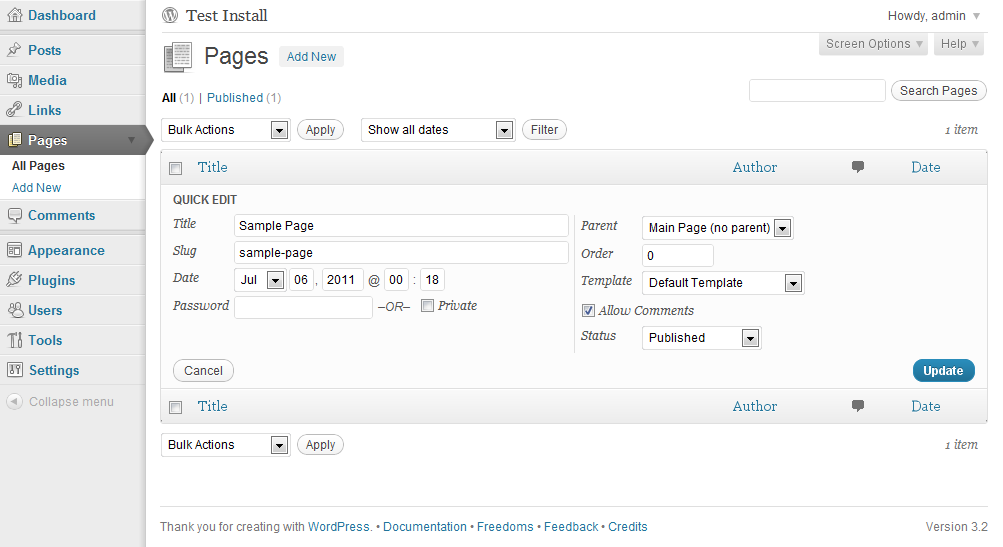 Dashboard
Posts
Media
Links
Pages
All Pages
Add New
Comments
Appearance
Plugins
Users
Tools
Settings
Collapse menu
Test Install
Howdy, admin
Screen Options
Help
Pages Add New
All (1) | Published (1)
Search Pages
Bulk Actions Apply Show all dates Filter 1 item
Title Author Date
QUICK EDIT
Title Sample Page
Slug sample-page
Date Jul 06 , 2011 @ 00 : 18
Password –OR– Private
Parent Main Page (no parent)
Order 0
Template Default Template
Allow Comments
Status Published
Cancel Update
Title Author Date
Bulk Actions Apply 1 item
Thank you for creating with WordPress. • Documentation • Freedoms • Feedback • Credits Version 3.2